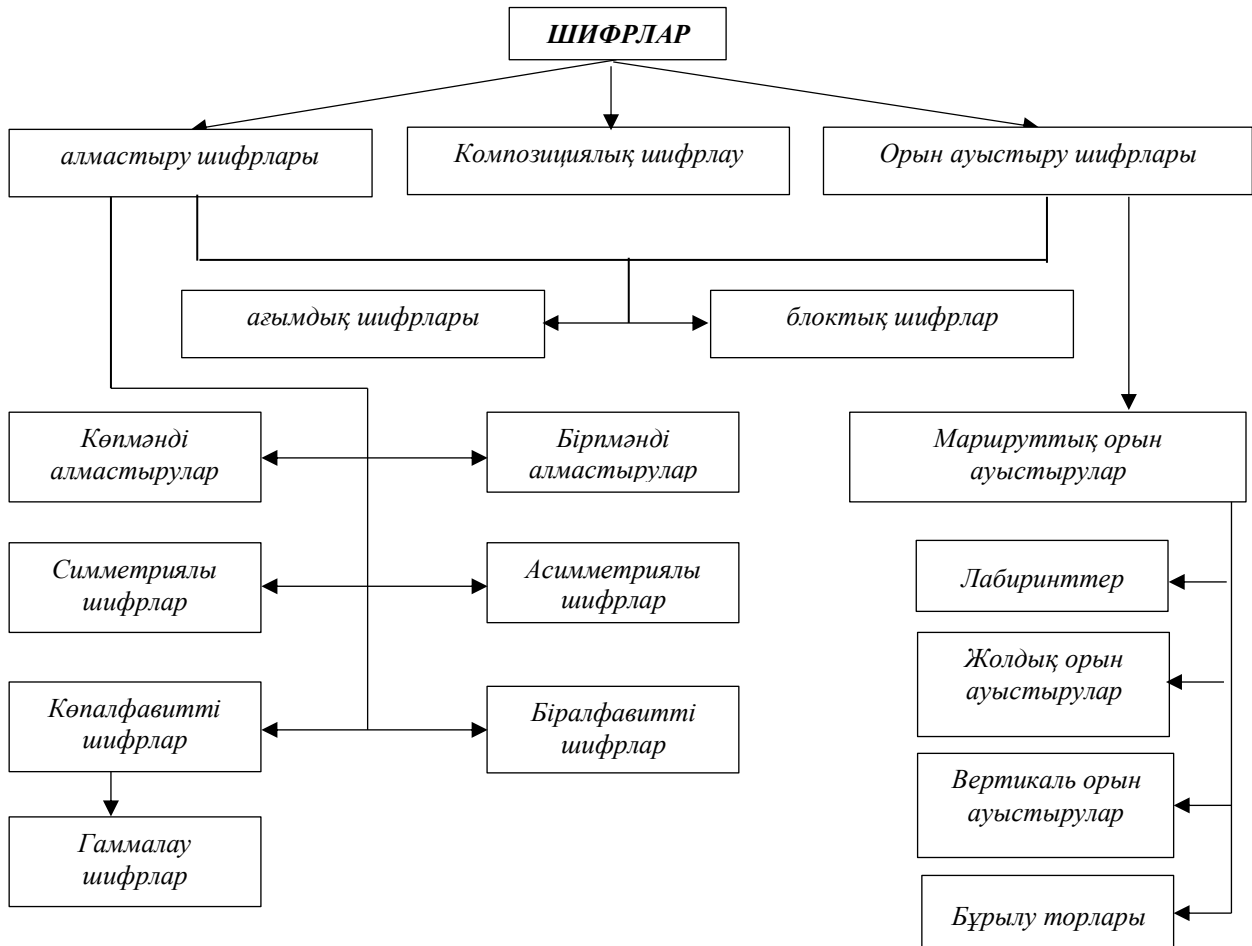 ШИФРЛАР
алмастыру шифрлары
Композициялық шифрлау
Орын ауыстыру шифрлары
ағымдық шифрлары
блоктық шифрлар
Көпмәнді
алмастырулар
Бірпмәнді
алмастырулар
Маршруттық орын
ауыстырулар
Симметриялы
шифрлар
Асимметриялы
шифрлар
Лабиринттер
Жолдық орын
ауыстырулар
Көпалфавитті
шифрлар
Біралфавитті
шифрлар
Вертикаль орын
ауыстырулар
Гаммалау
шифрлар
Бұрылу торлары